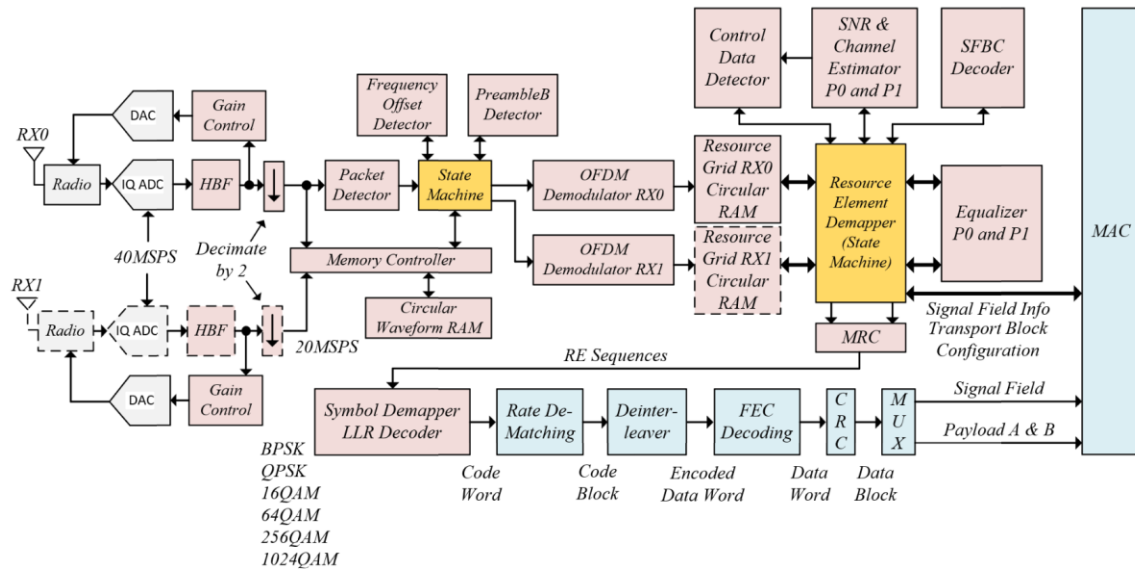 RX0
Radio
DAC
IQ ADC
Gain
Control
HBF
Decimate
by 2
40MSPS
Packet
Detector
Frequency
Offset
Detector
PreambleB
Detector
State
Machine
Memory Controller
Circular
Waveform RAM
OFDM
Demodulator RX0
OFDM
Demodulator RX1
Resource
Grid RX0
Circular
RAM
Resource
Grid RX1
Circular
RAM
Control
Data
Detector
SNR &
Channel
Estimator
P0 and P1
SFBC
Decoder
Resource
Element
Demapper
(State
Machine)
Equalizer
P0 and P1
MAC
RX1
Radio
IQ ADC
HBF
20MSPS
DAC
Gain
Control
MRC
Signal Field Info
Transport Block
Configuration
RE Sequences
Symbol Demapper
LLR Decoder
Rate De-
Matching
Deinter-
leaver
FEC
Decoding
C
R
C
M
U
X
Signal Field
Payload A & B
BPSK
QPSK
16QAM
64QAM
256QAM
1024QAM
Code
Word
Code
Block
Encoded
Data Word
Data
Word
Data
Block